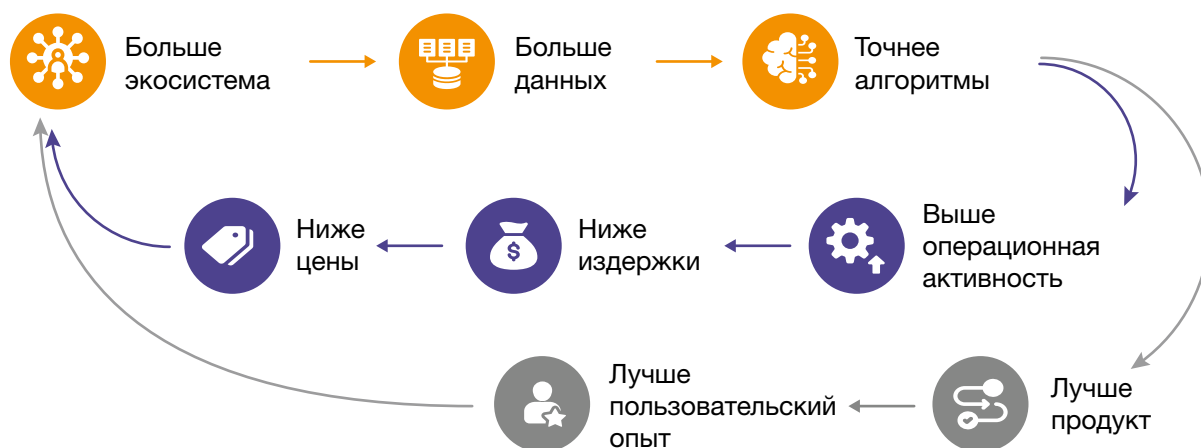 Больше
экосистема
Больше
данных
Точнее
алгоритмы
Ниже
цены
Ниже
издержки
$
Выше
операционная
активность
Лучше
пользовательский
опыт
Лучше
продукт